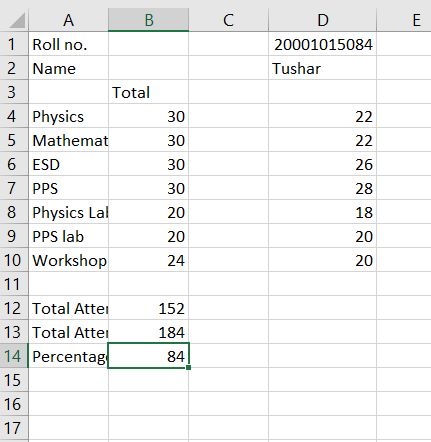 A B C D E
1 Roll no. 20001015084
2 Name Tushar
3 Total
4 Physics 30 22
5 Mathemat 30 22
6 ESD 30 26
7 PPS 30 28
8 Physics Lal 20 18
9 PPS lab 20 20
10 Workshop 24 20
11
12 Total Atter 152
13 Total Atter 184
14 Percentag 84
15
16
17